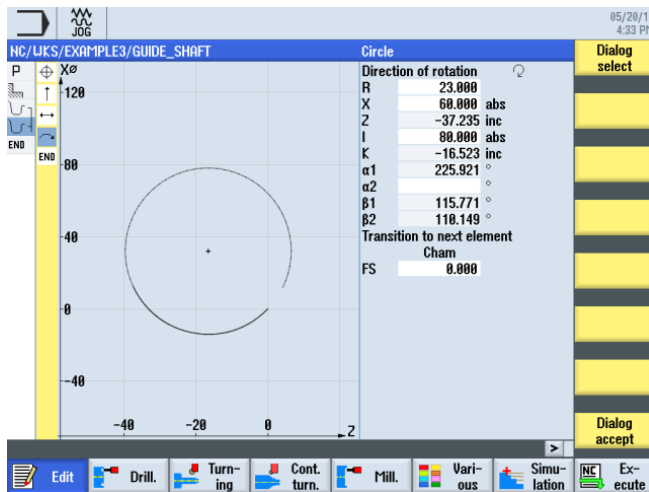 JOG
05/20/1
4:33 PM
NC/WKS/EXAMPLE3/GUIDE_SHAFT
Circle
Dialog
select
P
END
END
XØ
120
80
40
0
-40
-40
-20
0
Z
Direction of rotation
R 23.000
X 60.000 abs
Z -37.235 inc
I 80.000 abs
K -16.523 inc
α1 225.921 °
α2 °
β1 115.771 °
β2 110.149 °
Transition to next element
Cham
FS 0.000
Dialog
accept
>
Edit
Drill.
Turn-
ing
Cont.
turn.
Mill.
Vari-
ous
Simu-
lation
NC
Ex-
ecute